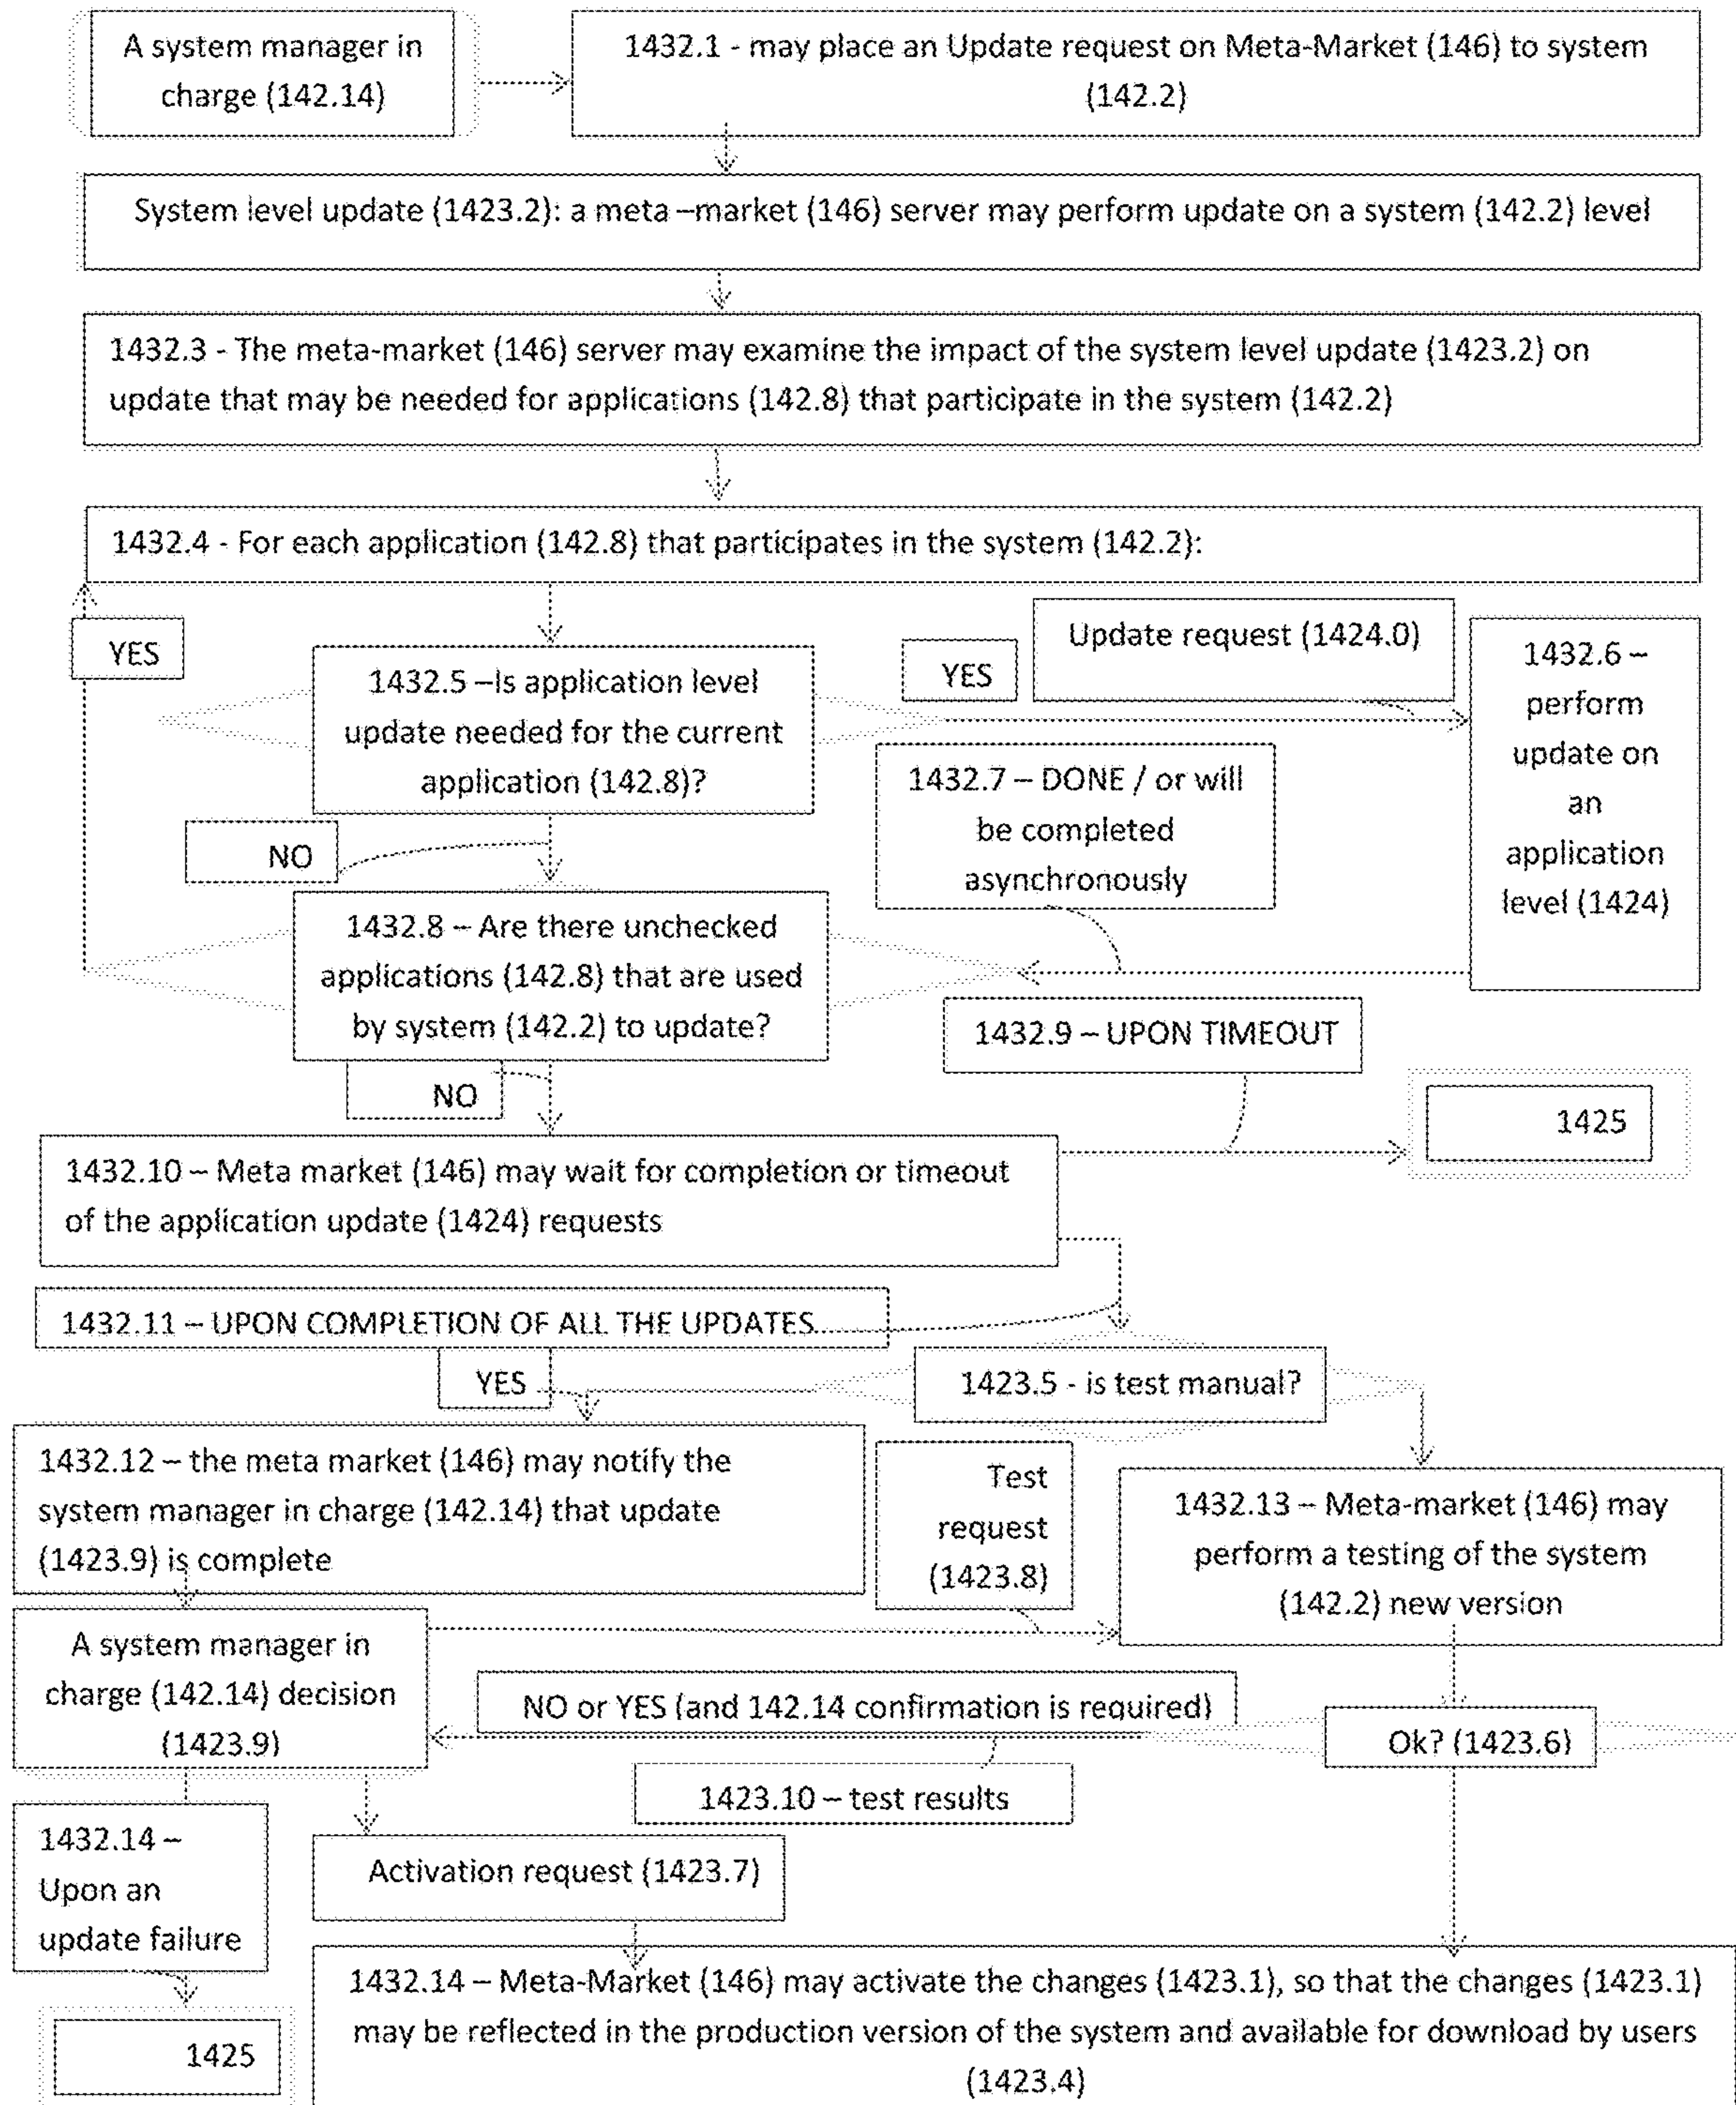 A system manager in
charge (142.14)
1432.1 - may place an Update request on Meta-Market (146) to system
(142.2)
System level update (1423.2): a meta –market (146) server may perform update on a system (142.2) level
1432.3 - The meta-market (146) server may examine the impact of the system level update (1423.2) on
update that may be needed for applications (142.8) that participate in the system (142.2)
1432.4 - For each application (142.8) that participates in the system (142.2):
YES
1432.5 –Is application level
update needed for the current
application (142.8)?
YES
Update request (1424.0)
1432.6 –
perform
update on
an
application
level (1424)
1432.7 – DONE / or will
be completed
asynchronously
NO
1432.8 – Are there unchecked
applications (142.8) that are used
by system (142.2) to update?
1432.9 – UPON TIMEOUT
NO
1425
1432.10 – Meta market (146) may wait for completion or timeout
of the application update (1424) requests
1432.11 – UPON COMPLETION OF ALL THE UPDATES
YES
1423.5 - is test manual?
1432.12 – the meta market (146) may notify the
system manager in charge (142.14) that update
(1423.9) is complete
Test
request
(1423.8)
1432.13 – Meta-market (146) may
perform a testing of the system
(142.2) new version
A system manager in
charge (142.14) decision
(1423.9)
NO or YES (and 142.14 confirmation is required)
Ok? (1423.6)
1423.10 – test results
1432.14 –
Upon an
update failure
Activation request (1423.7)
1432.14 – Meta-Market (146) may activate the changes (1423.1), so that the changes (1423.1)
may be reflected in the production version of the system and available for download by users
(1423.4)
1425